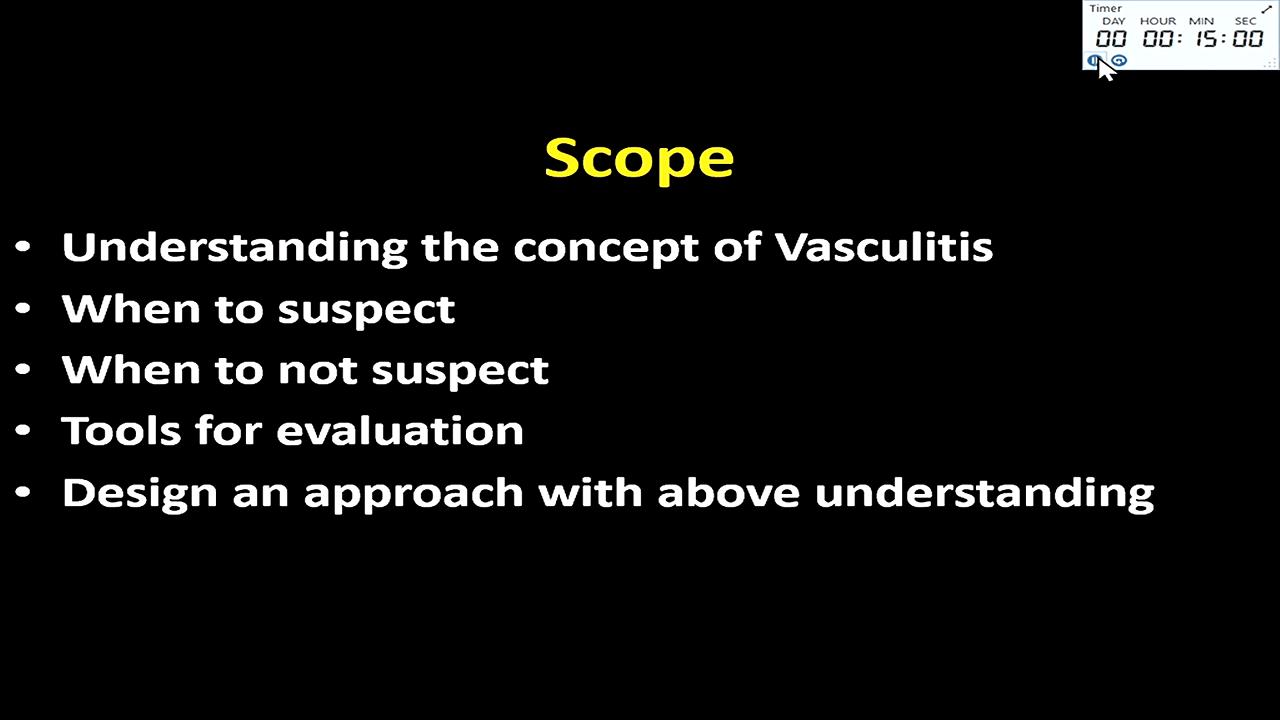 Timer
DAY HOUR MIN SEC
00 00: 15: 00
Scope
• Understanding the concept of Vasculitis
• When to suspect
• When to not suspect
• Tools for evaluation
• Design an approach with above understanding